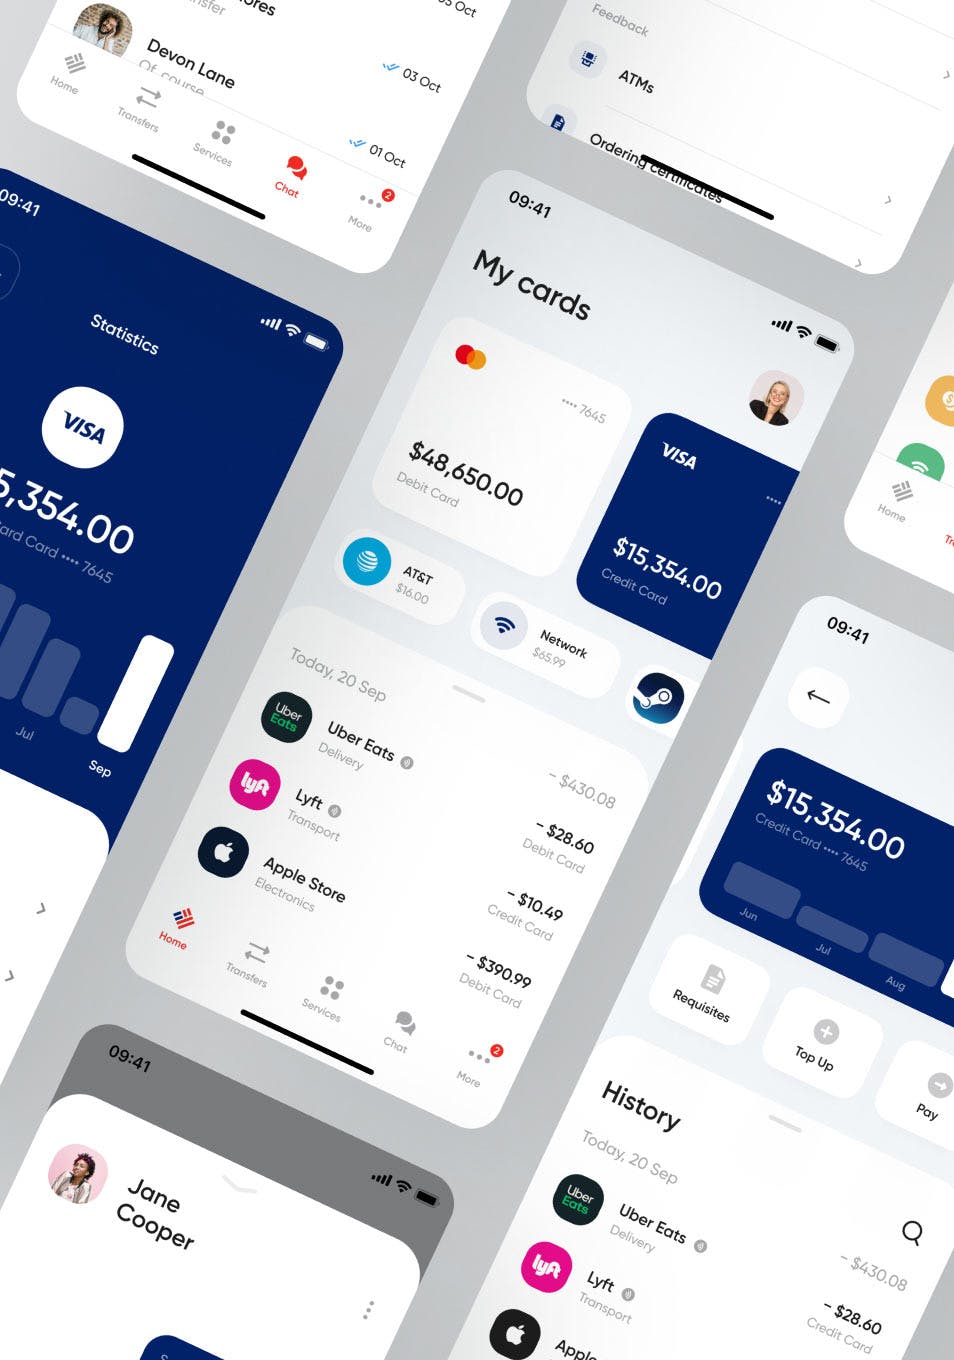 05 Oct
Devon Lane
Of course
03 Oct
01 Oct
Home
Transfers
Services
Chat
More
2
Feedback
ATMs
Ordering certificates
09:41
Statistics
VISA
5,354.00
Card •••• 7645
Jul
Sep
09:41
My cards
•••• 7645
$48,650.00
Debit Card
VISA
••••
$15,354.00
Credit Card
AT&T
$16.00
Network
$65.99
Today, 20 Sep
- $430.08
Uber Eats
Uber Eats
Delivery
- $28.60
Debit Card
lyft
Lyft
Transport
- $10.49
Credit Card
Apple Store
Electronics
- $390.99
Debit Card
Home
Transfers
Services
Chat
More
2
Home
09:41
$15,354.00
Credit Card •••• 7645
Jun
Jul
Aug
Requisites
Top Up
Pay
History
Today, 20 Sep
- $430.08
Uber Eats
Uber Eats
Delivery
- $28.60
Credit Card
lyft
Lyft
Transport
09:41
Jane
Cooper